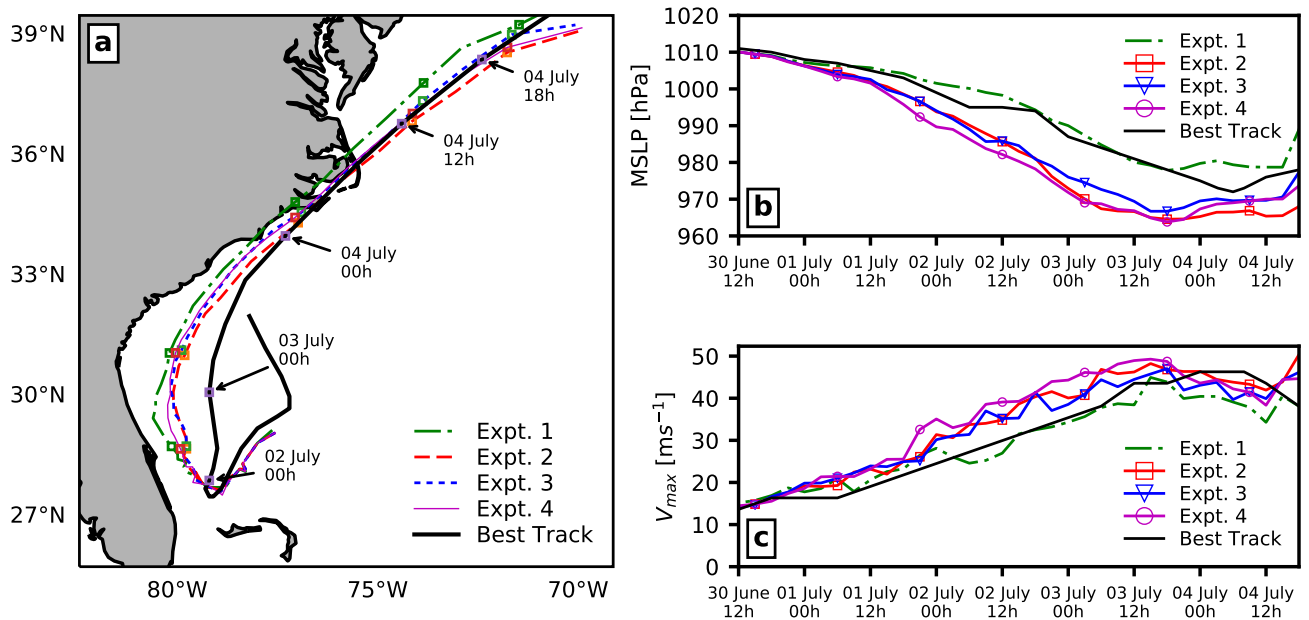 a
39°N
36°N
33°N
30°N
27°N
80°W
75°W
70°W
04 July
18h
04 July
12h
04 July
00h
03 July
00h
02 July
00h
Expt. 1
Expt. 2
Expt. 3
Expt. 4
Best Track
b
MSLP [hPa]
1020
1010
1000
990
980
970
960
Expt. 1
Expt. 2
Expt. 3
Expt. 4
Best Track
30 June 01 July 01 July 02 July 02 July 03 July 03 July 04 July 04 July
12h 00h 12h 00h 12h 00h 12h 00h 12h
c
Vmax [ms−1]
50
40
30
20
10
0
Expt. 1
Expt. 2
Expt. 3
Expt. 4
Best Track
30 June 01 July 01 July 02 July 02 July 03 July 03 July 04 July 04 July
12h 00h 12h 00h 12h 00h 12h 00h 12h